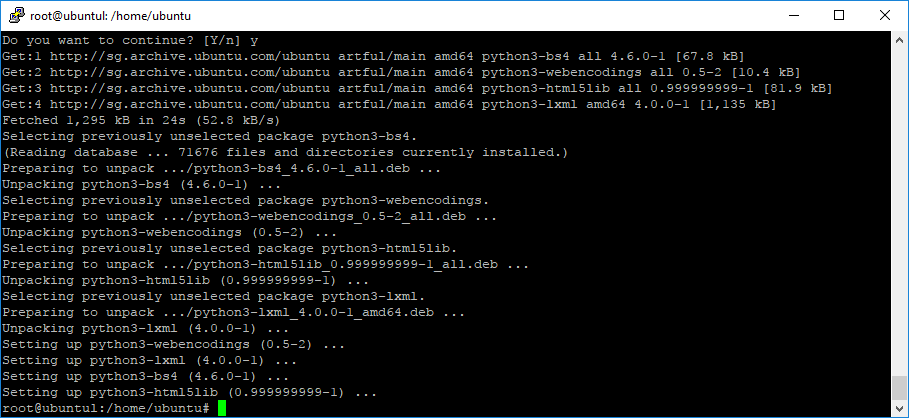 root@ubuntul: /home/ubuntu
Do you want to continue? [Y/n] y
Get:1 http://sg.archive.ubuntu.com/ubuntu artful/main amd64 python3-bs4 all 4.6.0-1 [67.8 kB]
Get:2 http://sg.archive.ubuntu.com/ubuntu artful/main amd64 python3-webencodings all 0.5-2 [10.4 kB]
Get:3 http://sg.archive.ubuntu.com/ubuntu artful/main amd64 python3-html5lib all 0.999999999-1 [81.9 kB]
Get:4 http://sg.archive.ubuntu.com/ubuntu artful/main amd64 python3-lxml amd64 4.0.0-1 [1,135 kB]
Fetched 1,295 kB in 24s (52.8 kB/s)
Selecting previously unselected package python3-bs4.
(Reading database ... 71676 files and directories currently installed.)
Preparing to unpack .../python3-bs4_4.6.0-1_all.deb ...
Unpacking python3-bs4 (4.6.0-1) ...
Selecting previously unselected package python3-webencodings.
Preparing to unpack .../python3-webencodings_0.5-2_all.deb ...
Unpacking python3-webencodings (0.5-2) ...
Selecting previously unselected package python3-html5lib.
Preparing to unpack .../python3-html5lib_0.999999999-1_all.deb ...
Unpacking python3-html5lib (0.999999999-1) ...
Selecting previously unselected package python3-lxml.
Preparing to unpack .../python3-lxml_4.0.0-1_amd64.deb ...
Unpacking python3-lxml (4.0.0-1) ...
Setting up python3-webencodings (0.5-2) ...
Setting up python3-lxml (4.0.0-1) ...
Setting up python3-bs4 (4.6.0-1) ...
Setting up python3-html5lib (0.999999999-1) ...
root@ubuntul:/home/ubuntu#